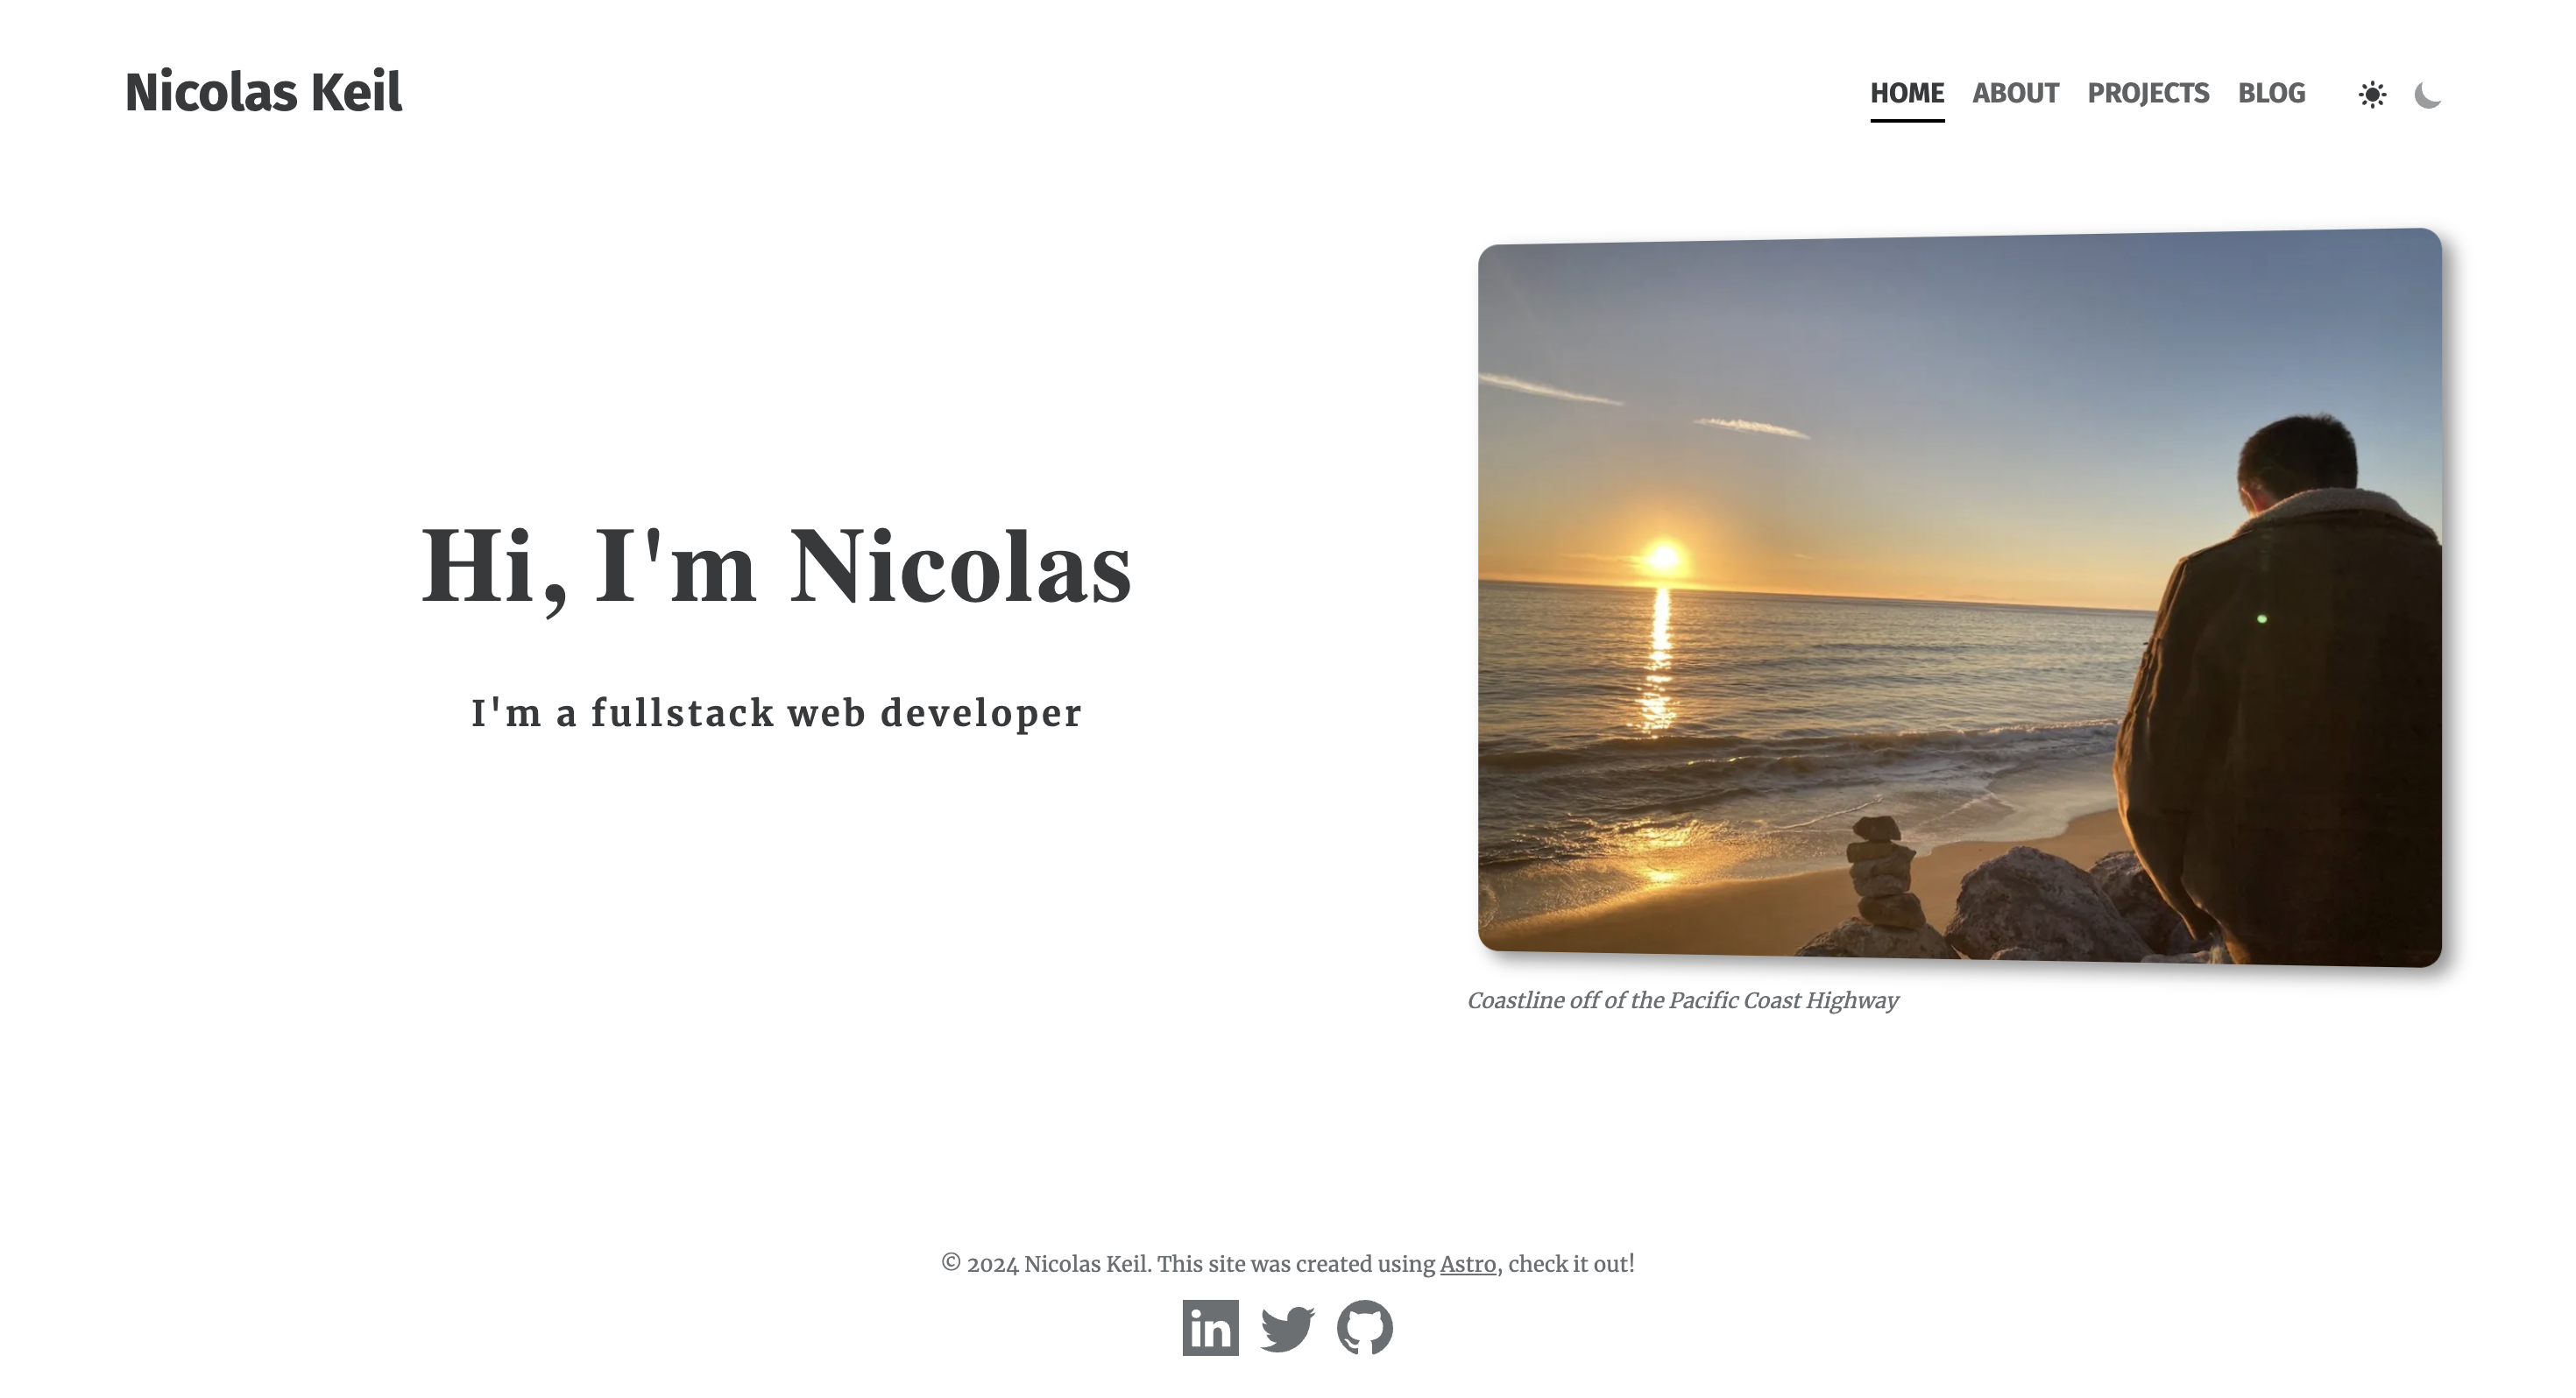 Nicolas Keil
HOME ABOUT PROJECTS BLOG
Hi, I'm Nicolas
I'm a fullstack web developer
Coastline off of the Pacific Coast Highway
© 2024 Nicolas Keil. This site was created using Astro, check it out!
in